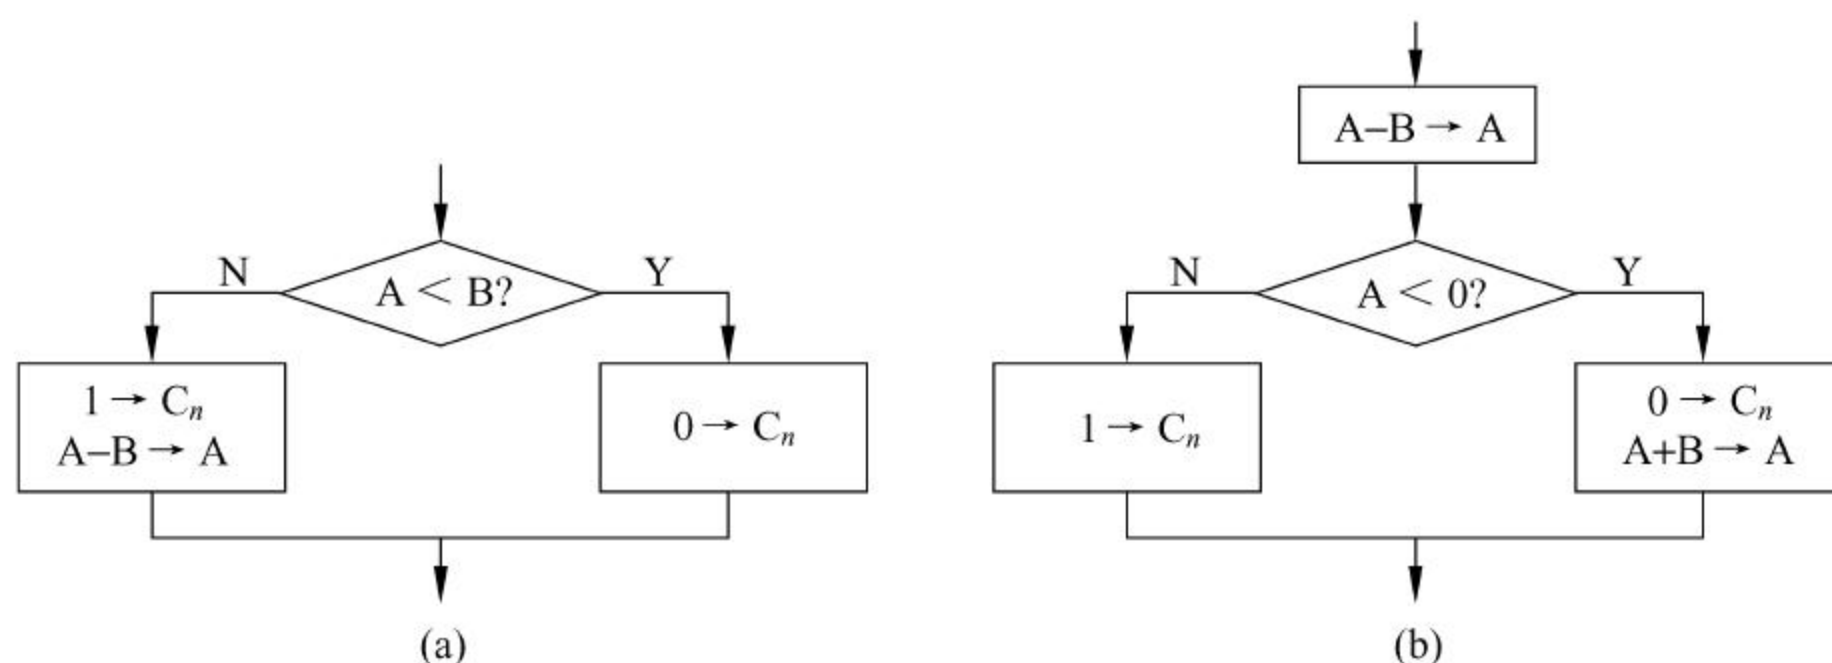 A < B?
N
Y
1 → Cₙ
A−B → A
0 → Cₙ
(a)
A−B → A
A < 0?
N
Y
1 → Cₙ
0 → Cₙ
A+B → A
(b)